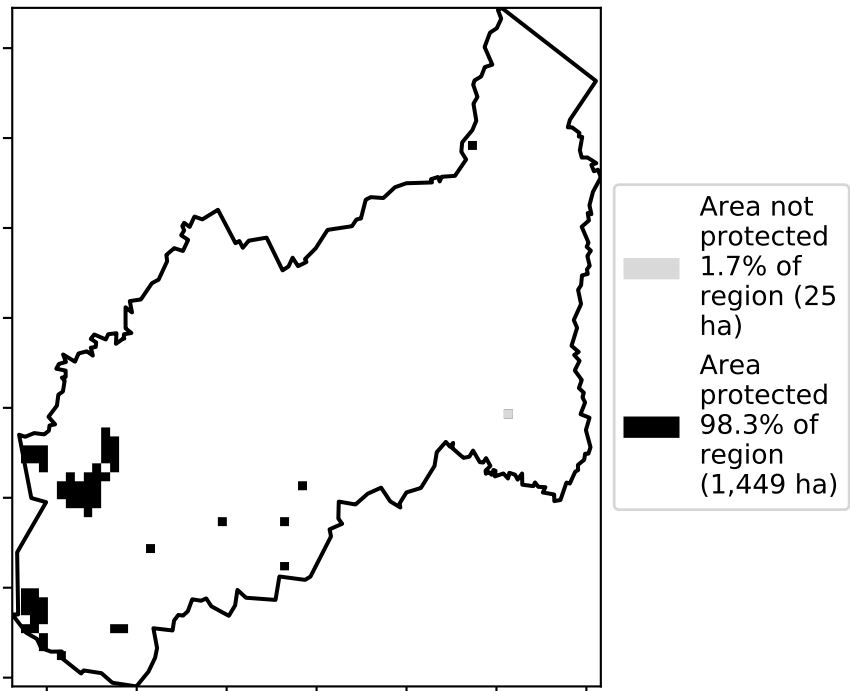 Area not
protected
1.7% of
region (25
ha)
Area
protected
98.3% of
region
(1,449 ha)